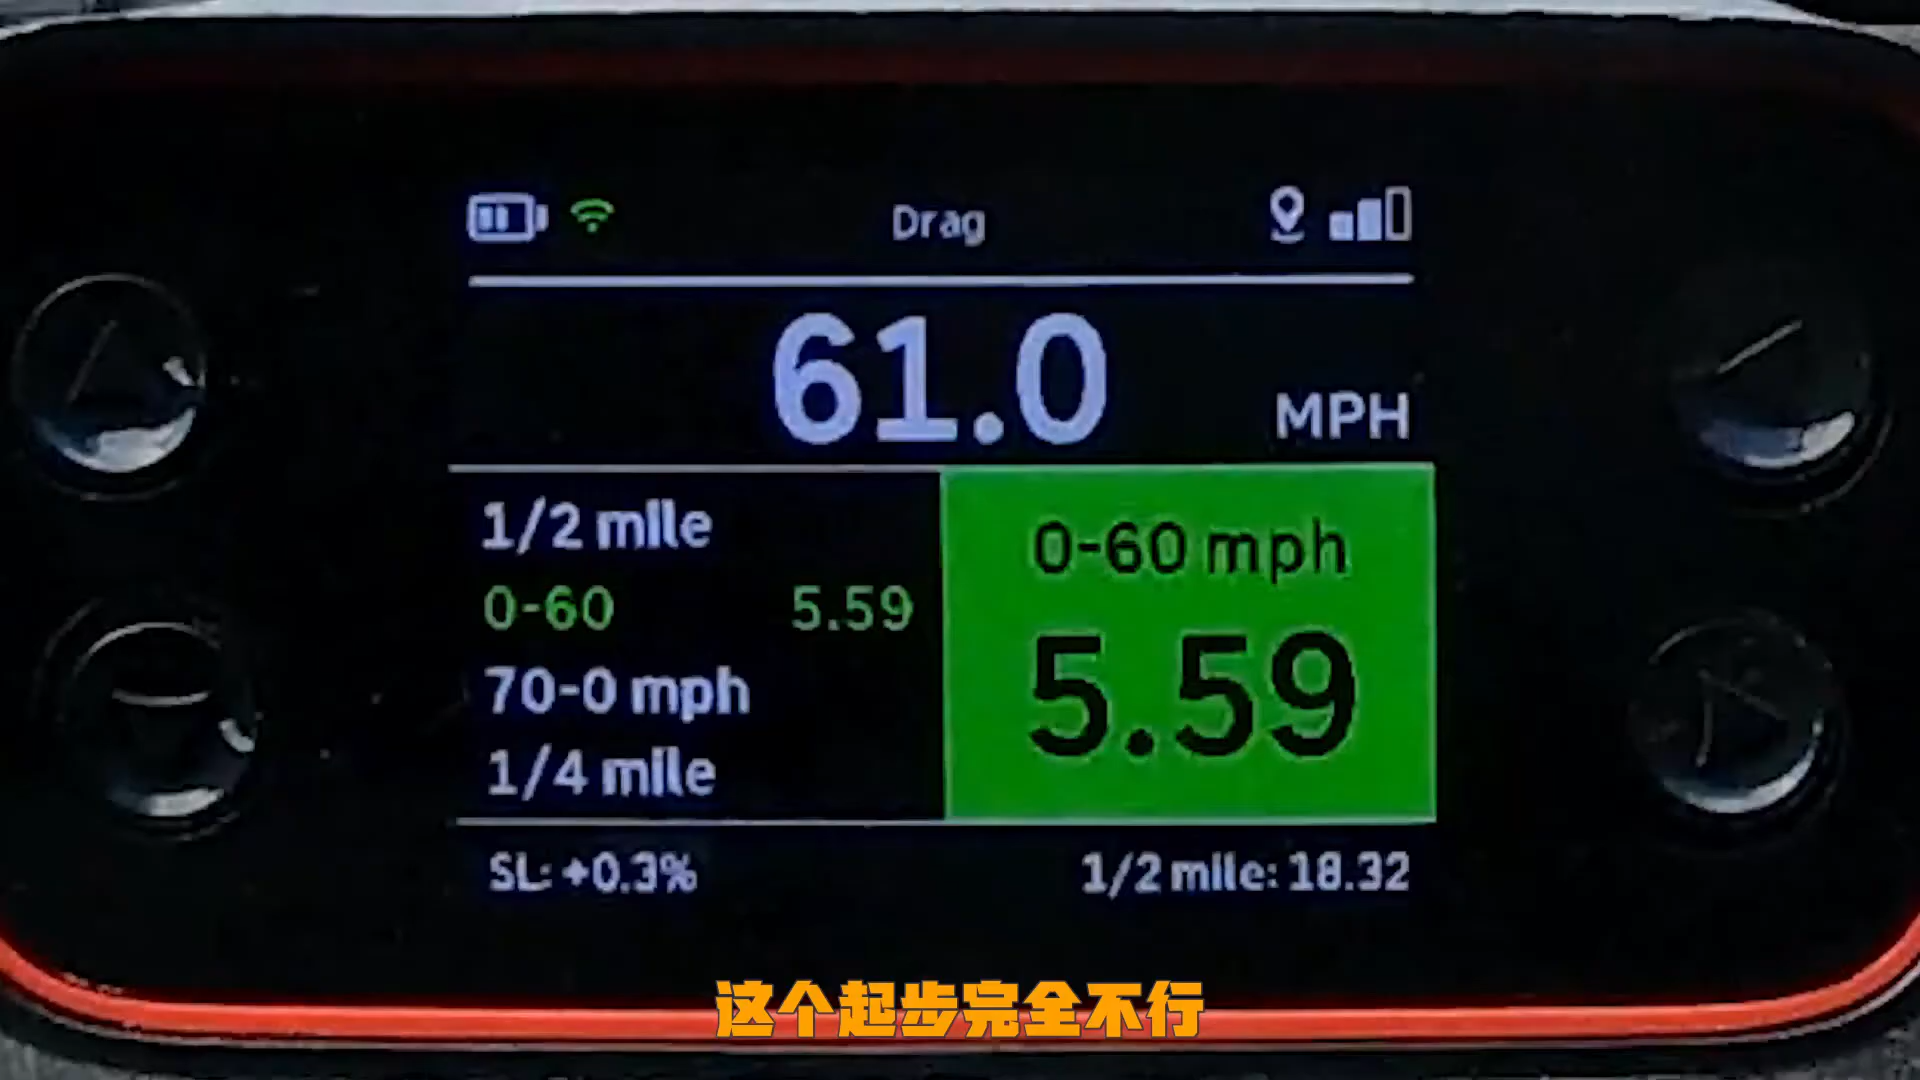 Drag
61.0
MPH
1/2 mile
0-60 5.59
70-0 mph
1/4 mile
0-60 mph
5.59
SL: +0.3%
1/2 mile: 18.32
这个起步完全不行